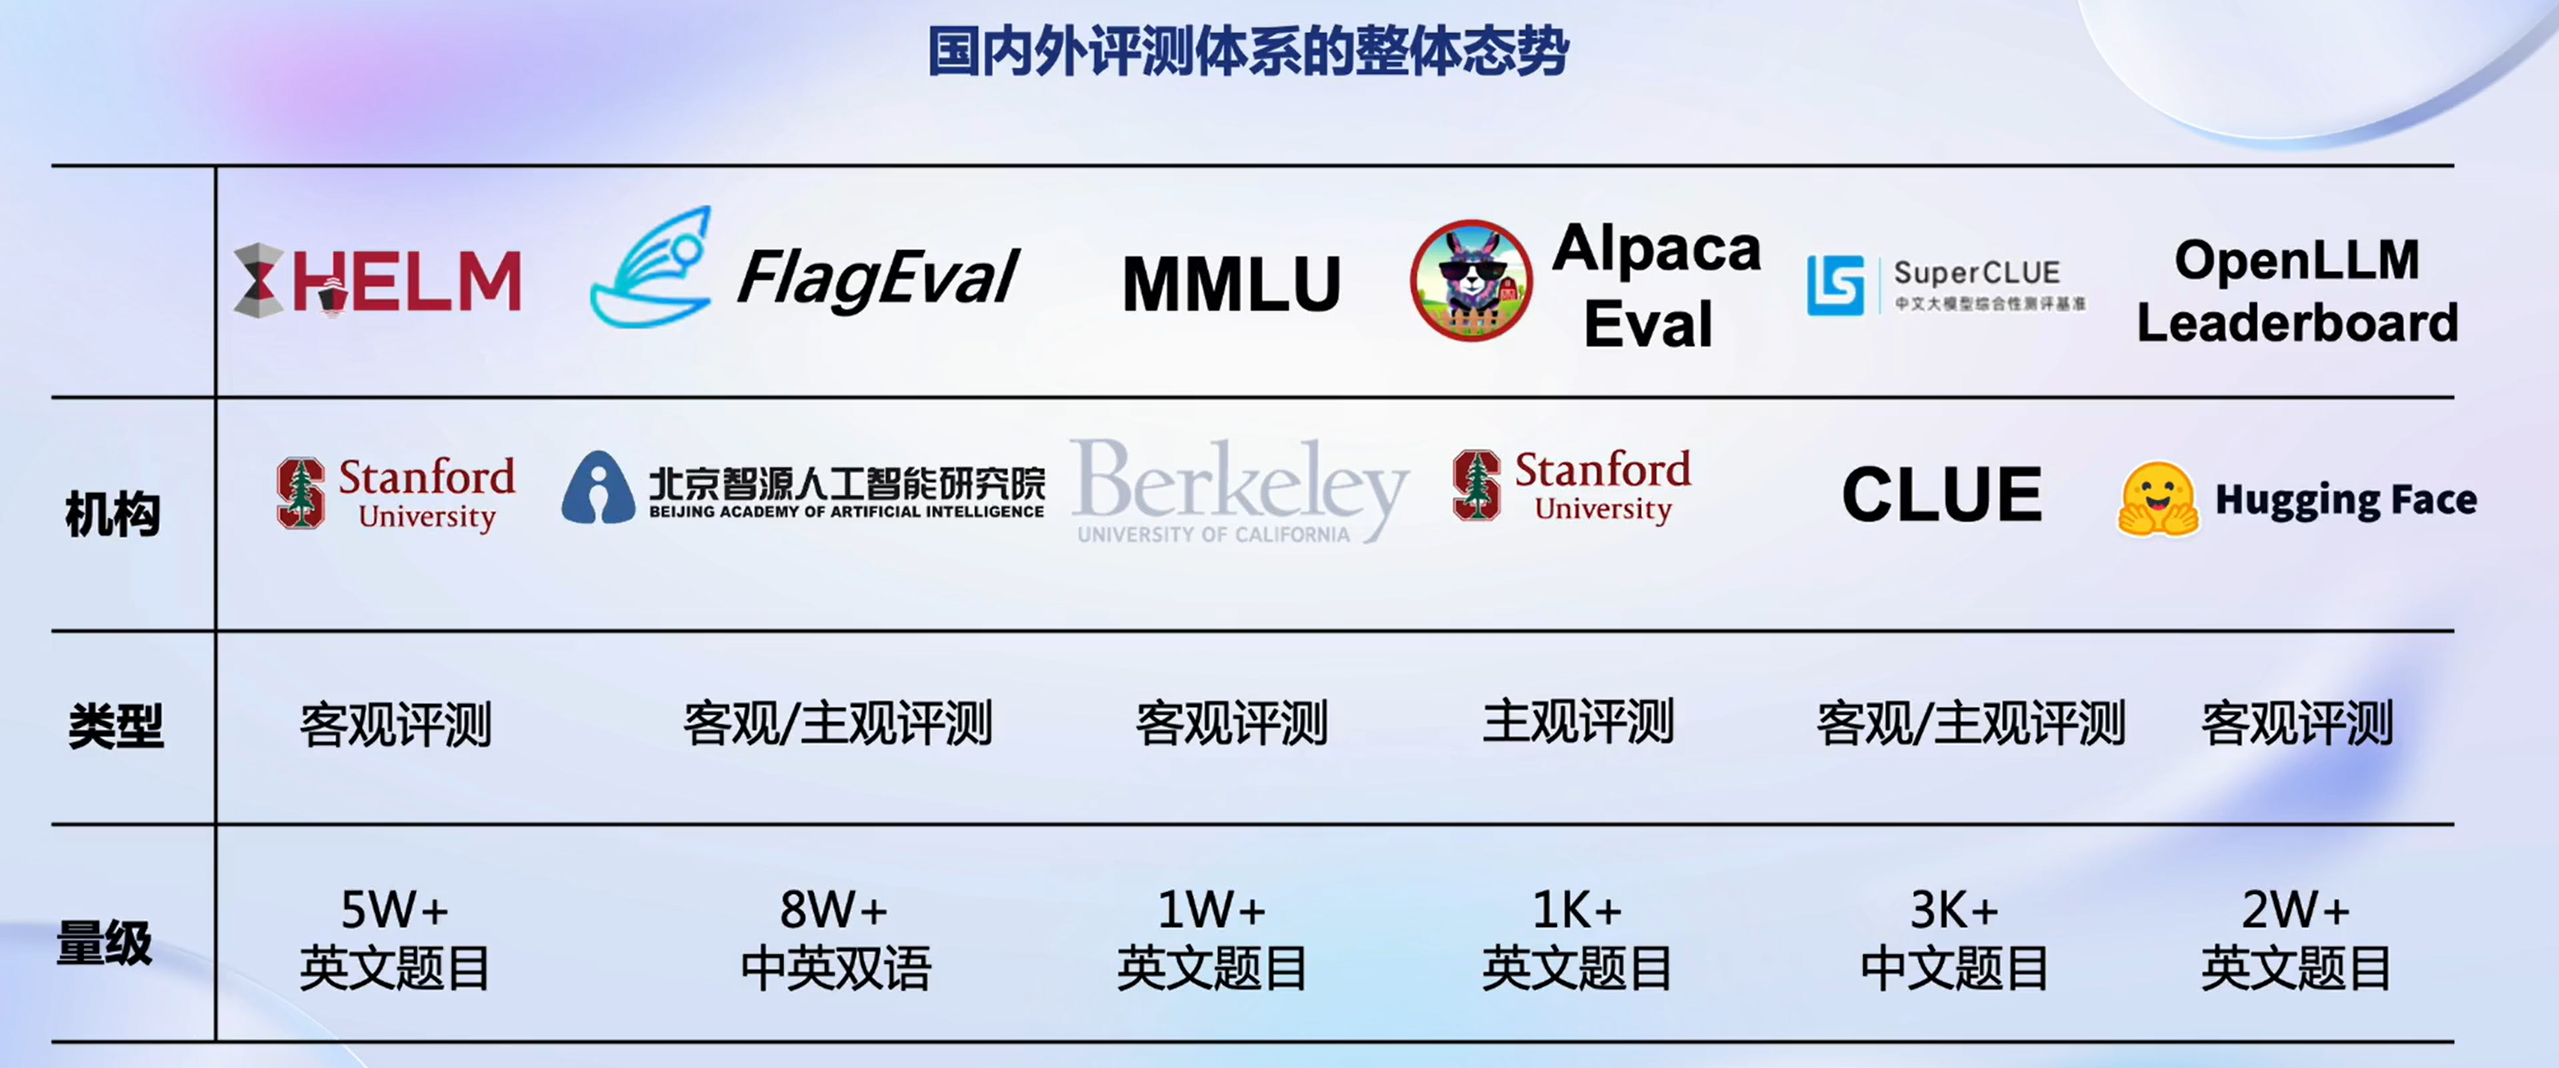 国内外评测体系的整体态势
HELM
FlagEval
MMLU
Alpaca
Eval
SuperCLUE
中文大模型综合性测评基准
OpenLLM
Leaderboard
机构
Stanford
University
北京智源人工智能研究院
BEIJING ACADEMY OF ARTIFICIAL INTELLIGENCE
Berkeley
UNIVERSITY OF CALIFORNIA
Stanford
University
CLUE
Hugging Face
类型
客观评测
客观/主观评测
客观评测
主观评测
客观/主观评测
客观评测
量级
5W+
英文题目
8W+
中英双语
1W+
英文题目
1K+
英文题目
3K+
中文题目
2W+
英文题目